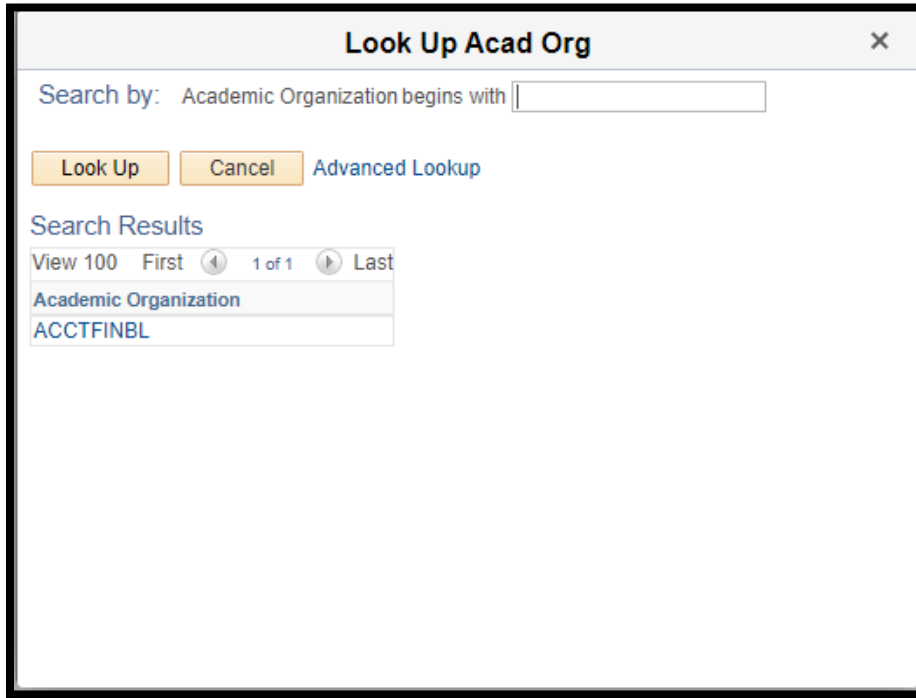 Look Up Acad Org ×
Search by: Academic Organization begins with
Look Up Cancel Advanced Lookup
Search Results
View 100 First 1 of 1 Last
Academic Organization
ACCTFINBL